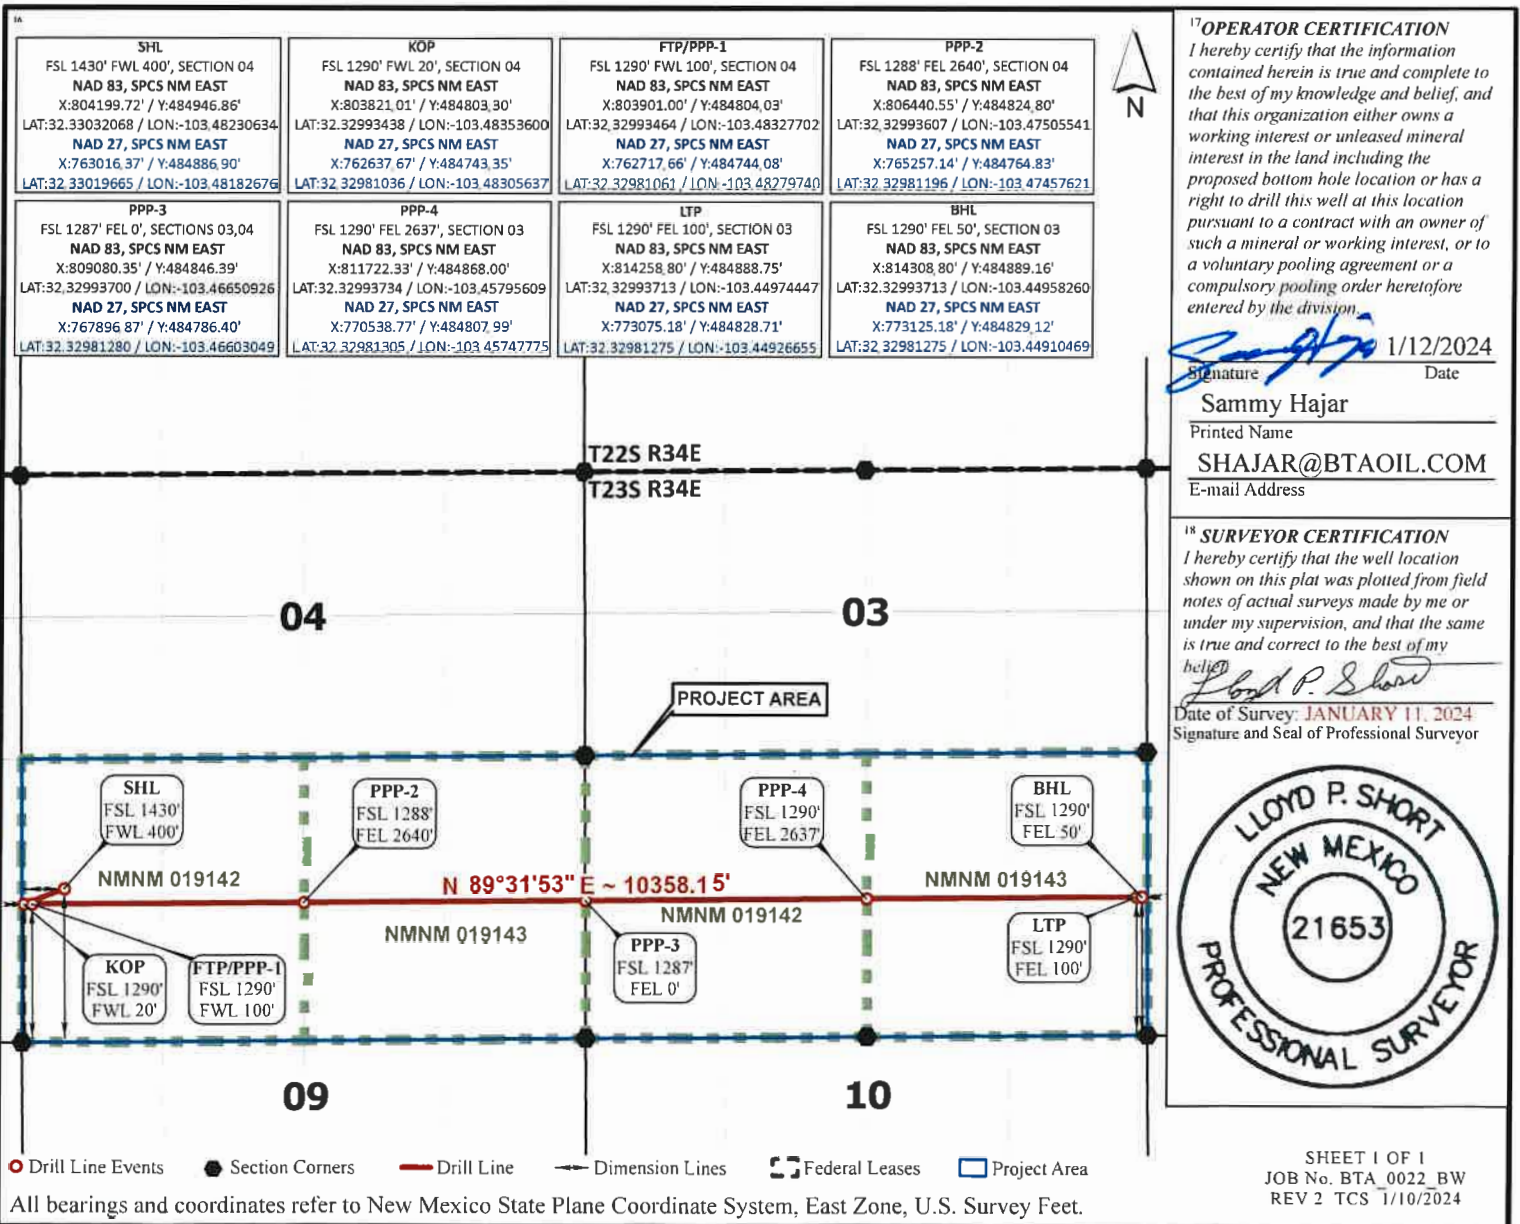 SHL
FSL 1430' FWL 400', SECTION 04
NAD 83, SPCS NM EAST
X:804199.72' / Y:484946.86'
LAT:32.33032068 / LON:-103.48230634
NAD 27, SPCS NM EAST
X:763016.37' / Y:484886.90'
LAT:32.33019665 / LON:-103.48182676
KOP
FSL 1290' FWL 20', SECTION 04
NAD 83, SPCS NM EAST
X:803821.01' / Y:484803.30'
LAT:32.32993438 / LON:-103.48353600
NAD 27, SPCS NM EAST
X:762637.67' / Y:484743.35'
LAT:32.32981036 / LON:-103.48305637
FTP/PPP-1
FSL 1290' FWL 100', SECTION 04
NAD 83, SPCS NM EAST
X:803901.00' / Y:484804.03'
LAT:32.32993464 / LON:-103.48327702
NAD 27, SPCS NM EAST
X:762717.66' / Y:484744.08'
LAT:32.32981061 / LON:-103.48279740
PPP-2
FSL 1288' FEL 2640', SECTION 04
NAD 83, SPCS NM EAST
X:806440.55' / Y:484824.80'
LAT:32.32993607 / LON:-103.47505541
NAD 27, SPCS NM EAST
X:765257.14' / Y:484764.83'
LAT:32.32981196 / LON:-103.47457621
PPP-3
FSL 1287' FEL 0', SECTIONS 03,04
NAD 83, SPCS NM EAST
X:809080.35' / Y:484846.39'
LAT:32.32993700 / LON:-103.46650926
NAD 27, SPCS NM EAST
X:767896.87' / Y:484786.40'
LAT:32.32981280 / LON:-103.46603049
PPP-4
FSL 1290' FEL 2637', SECTION 03
NAD 83, SPCS NM EAST
X:811722.33' / Y:484868.00'
LAT:32.32993734 / LON:-103.45795609
NAD 27, SPCS NM EAST
X:770538.77' / Y:484807.99'
LAT:32.32981305 / LON:-103.45747775
LTP
FSL 1290' FEL 100', SECTION 03
NAD 83, SPCS NM EAST
X:814258.80' / Y:484888.75'
LAT:32.32993713 / LON:-103.44974447
NAD 27, SPCS NM EAST
X:773075.18' / Y:484828.71'
LAT:32.32981275 / LON:-103.44926655
BHL
FSL 1290' FEL 50', SECTION 03
NAD 83, SPCS NM EAST
X:814308.80' / Y:484889.16'
LAT:32.32993713 / LON:-103.44958260
NAD 27, SPCS NM EAST
X:773125.18' / Y:484829.12'
LAT:32.32981275 / LON:-103.44910469
N
T22S R34E
T23S R34E
04
03
PROJECT AREA
SHL
FSL 1430'
FWL 400'
PPP-2
FSL 1288'
FEL 2640'
PPP-4
FSL 1290'
FEL 2637'
BHL
FSL 1290'
FEL 50'
NMNM 019142
N 89°31'53" E ~ 10358.15'
NMNM 019143
NMNM 019143
NMNM 019142
KOP
FSL 1290'
FWL 20'
FTP/PPP-1
FSL 1290'
FWL 100'
PPP-3
FSL 1287'
FEL 0'
LTP
FSL 1290'
FEL 100'
09
10
Drill Line Events
Section Corners
Drill Line
Dimension Lines
Federal Leases
Project Area
All bearings and coordinates refer to New Mexico State Plane Coordinate System, East Zone, U.S. Survey Feet.
17 OPERATOR CERTIFICATION
I hereby certify that the information
contained herein is true and complete to
the best of my knowledge and belief, and
that this organization either owns a
working interest or unleased mineral
interest in the land including the
proposed bottom hole location or has a
right to drill this well at this location
pursuant to a contract with an owner of
such a mineral or working interest, or to
a voluntary pooling agreement or a
compulsory pooling order heretofore
entered by the division.
1/12/2024
Signature Date
Sammy Hajar
Printed Name
SHAJAR@BTAOIL.COM
E-mail Address
18 SURVEYOR CERTIFICATION
I hereby certify that the well location
shown on this plat was plotted from field
notes of actual surveys made by me or
under my supervision, and that the same
is true and correct to the best of my
belief.
Lloyd P. Short
Date of Survey: JANUARY 11, 2024
Signature and Seal of Professional Surveyor
LLOYD P. SHORT
NEW MEXICO
21653
PROFESSIONAL SURVEYOR
SHEET 1 OF 1
JOB No. BTA_0022_BW
REV 2 TCS 1/10/2024